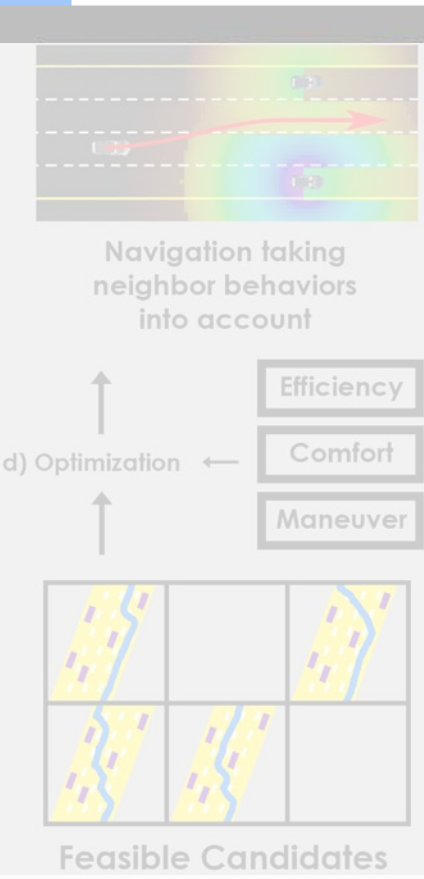 Navigation taking
neighbor behaviors
into account
Efficiency
d) Optimization
Comfort
Maneuver
Feasible Candidates